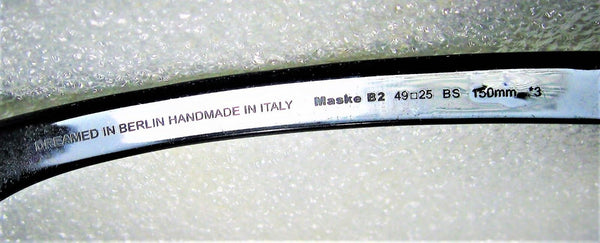 DREAMED IN BERLIN HANDMADE IN ITALY Maske B2 49□25 BS 150mm *3